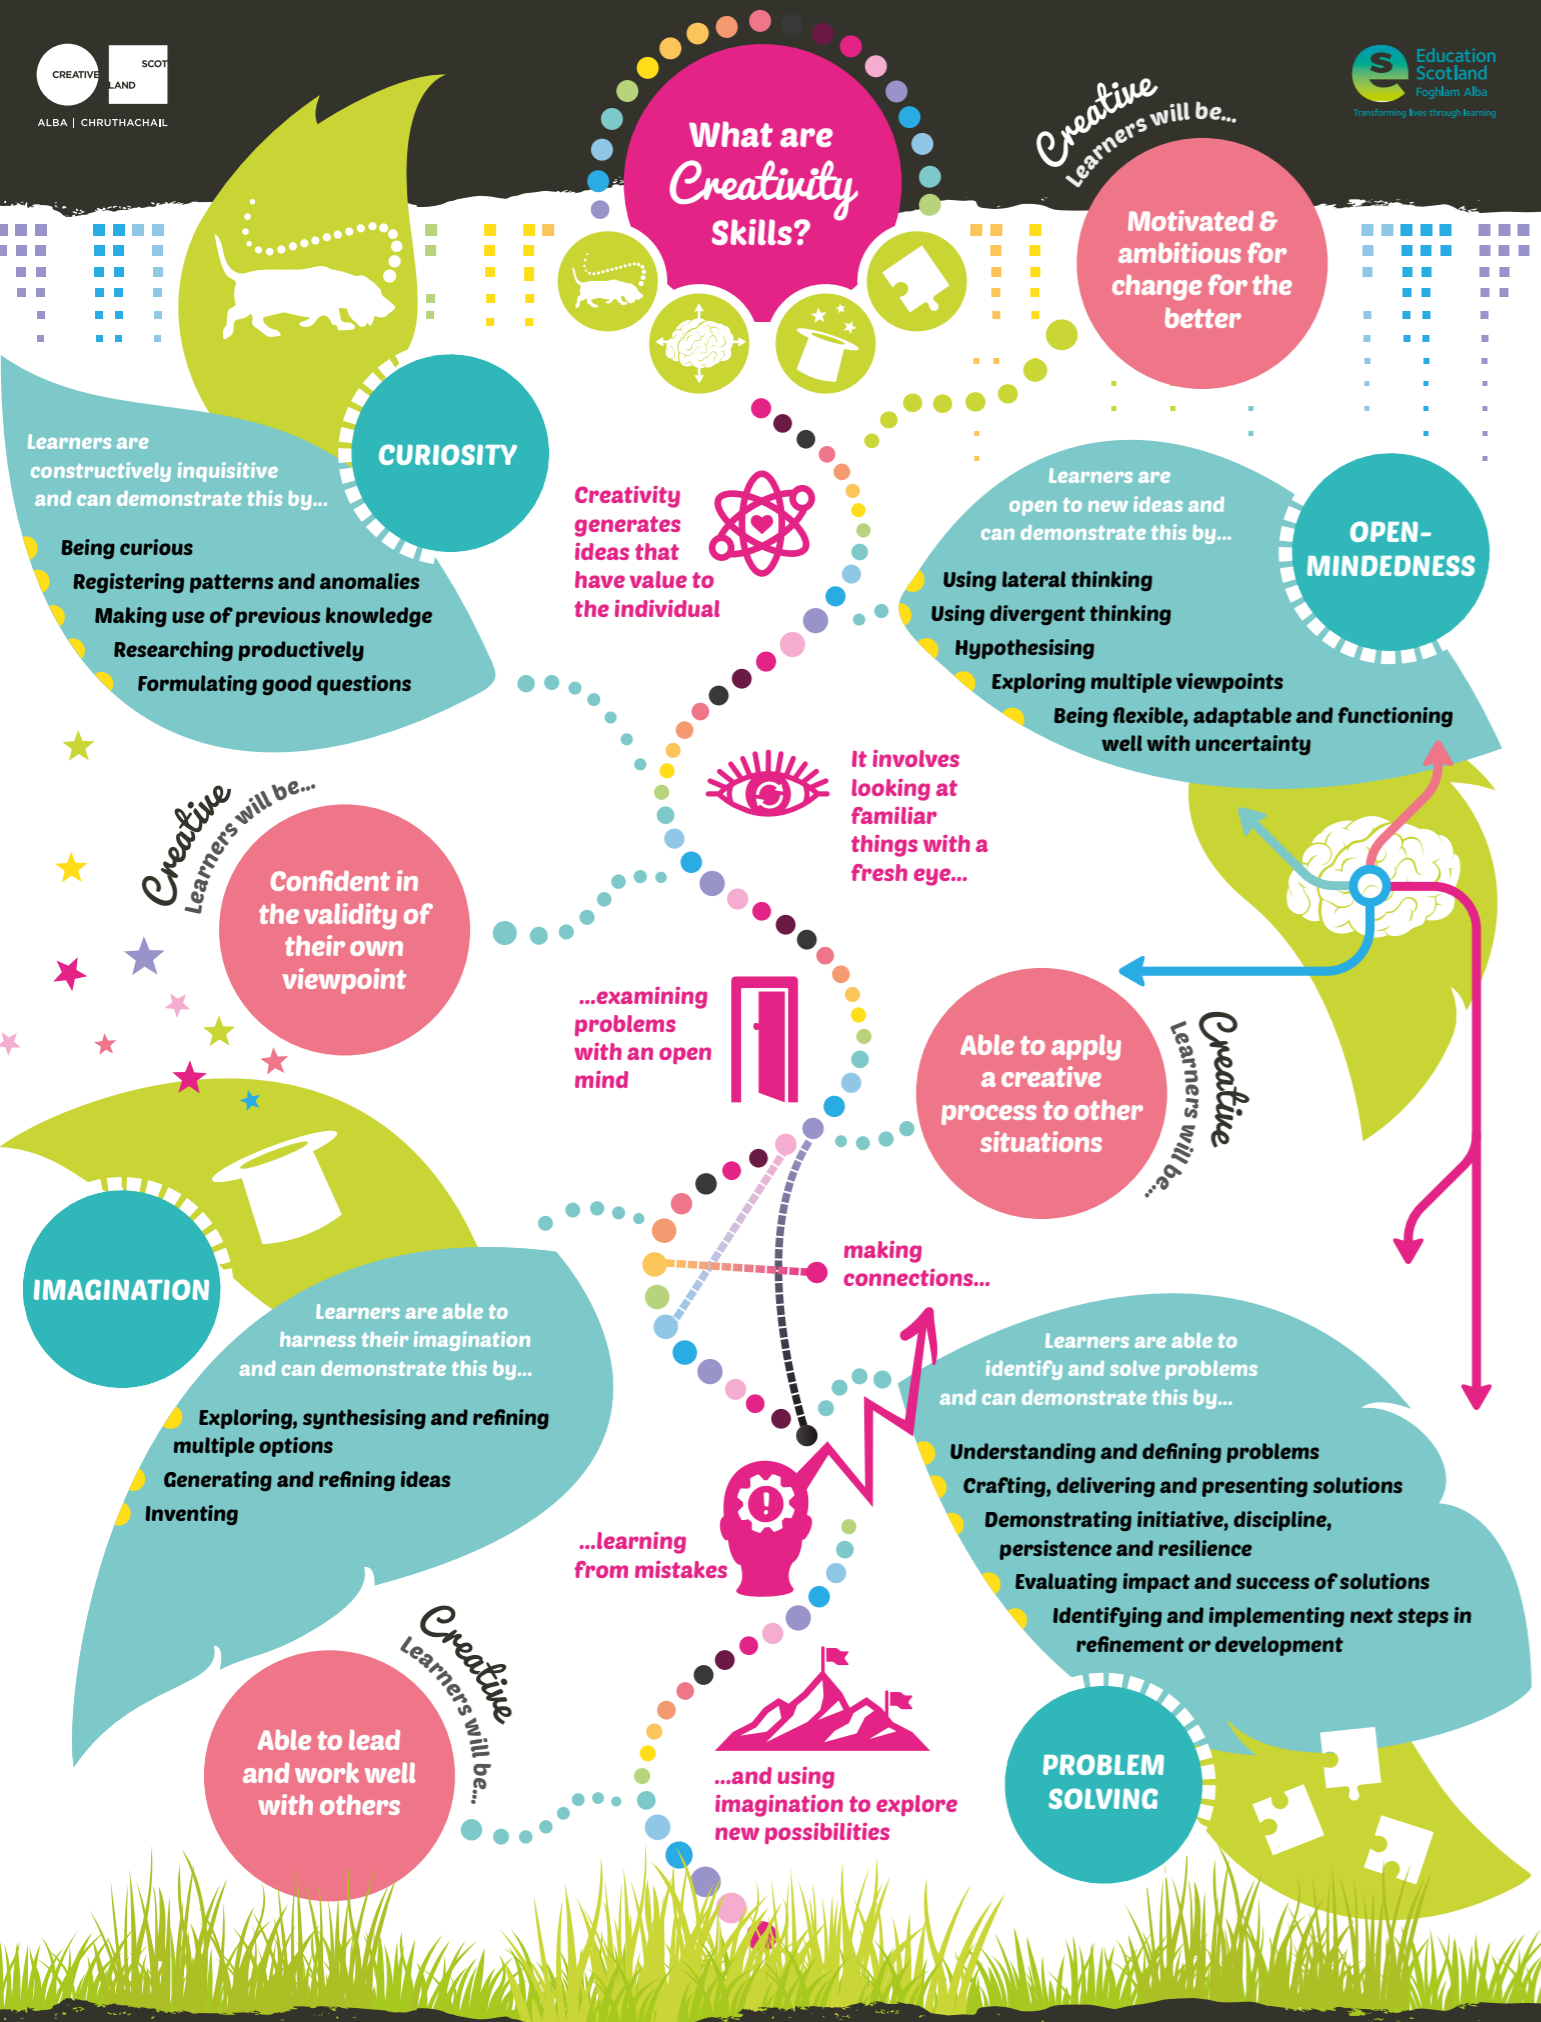 CREATIVE
SCOT
LAND
ALBA | CHRUTHACHAIL
What are
Creativity
Skills?
Education
Scotland
Foghlam Alba
Transforming lives through learning
Creative
Learners will be...
Motivated &
ambitious for
change for the
better
CURIOSITY
Learners are
constructively inquisitive
and can demonstrate this by...
Being curious
Registering patterns and anomalies
Making use of previous knowledge
Researching productively
Formulating good questions
Creativity
generates
ideas that
have value to
the individual
OPEN-
MINDEDNESS
Learners are
open to new ideas and
can demonstrate this by...
Using lateral thinking
Using divergent thinking
Hypothesising
Exploring multiple viewpoints
Being flexible, adaptable and functioning
well with uncertainty
It involves
looking at
familiar
things with a
fresh eye...
Creative
Learners will be...
Confident in
the validity of
their own
viewpoint
...examining
problems
with an open
mind
Able to apply
a creative
process to other
situations
Creative
Learners will be...
making
connections...
IMAGINATION
Learners are able to
harness their imagination
and can demonstrate this by...
Exploring, synthesising and refining
multiple options
Generating and refining ideas
Inventing
Learners are able to
identify and solve problems
and can demonstrate this by...
Understanding and defining problems
Crafting, delivering and presenting solutions
Demonstrating initiative, discipline,
persistence and resilience
Evaluating impact and success of solutions
Identifying and implementing next steps in
refinement or development
PROBLEM
SOLVING
...learning
from mistakes
!
Creative
Learners will be...
Able to lead
and work well
with others
...and using
imagination to explore
new possibilities